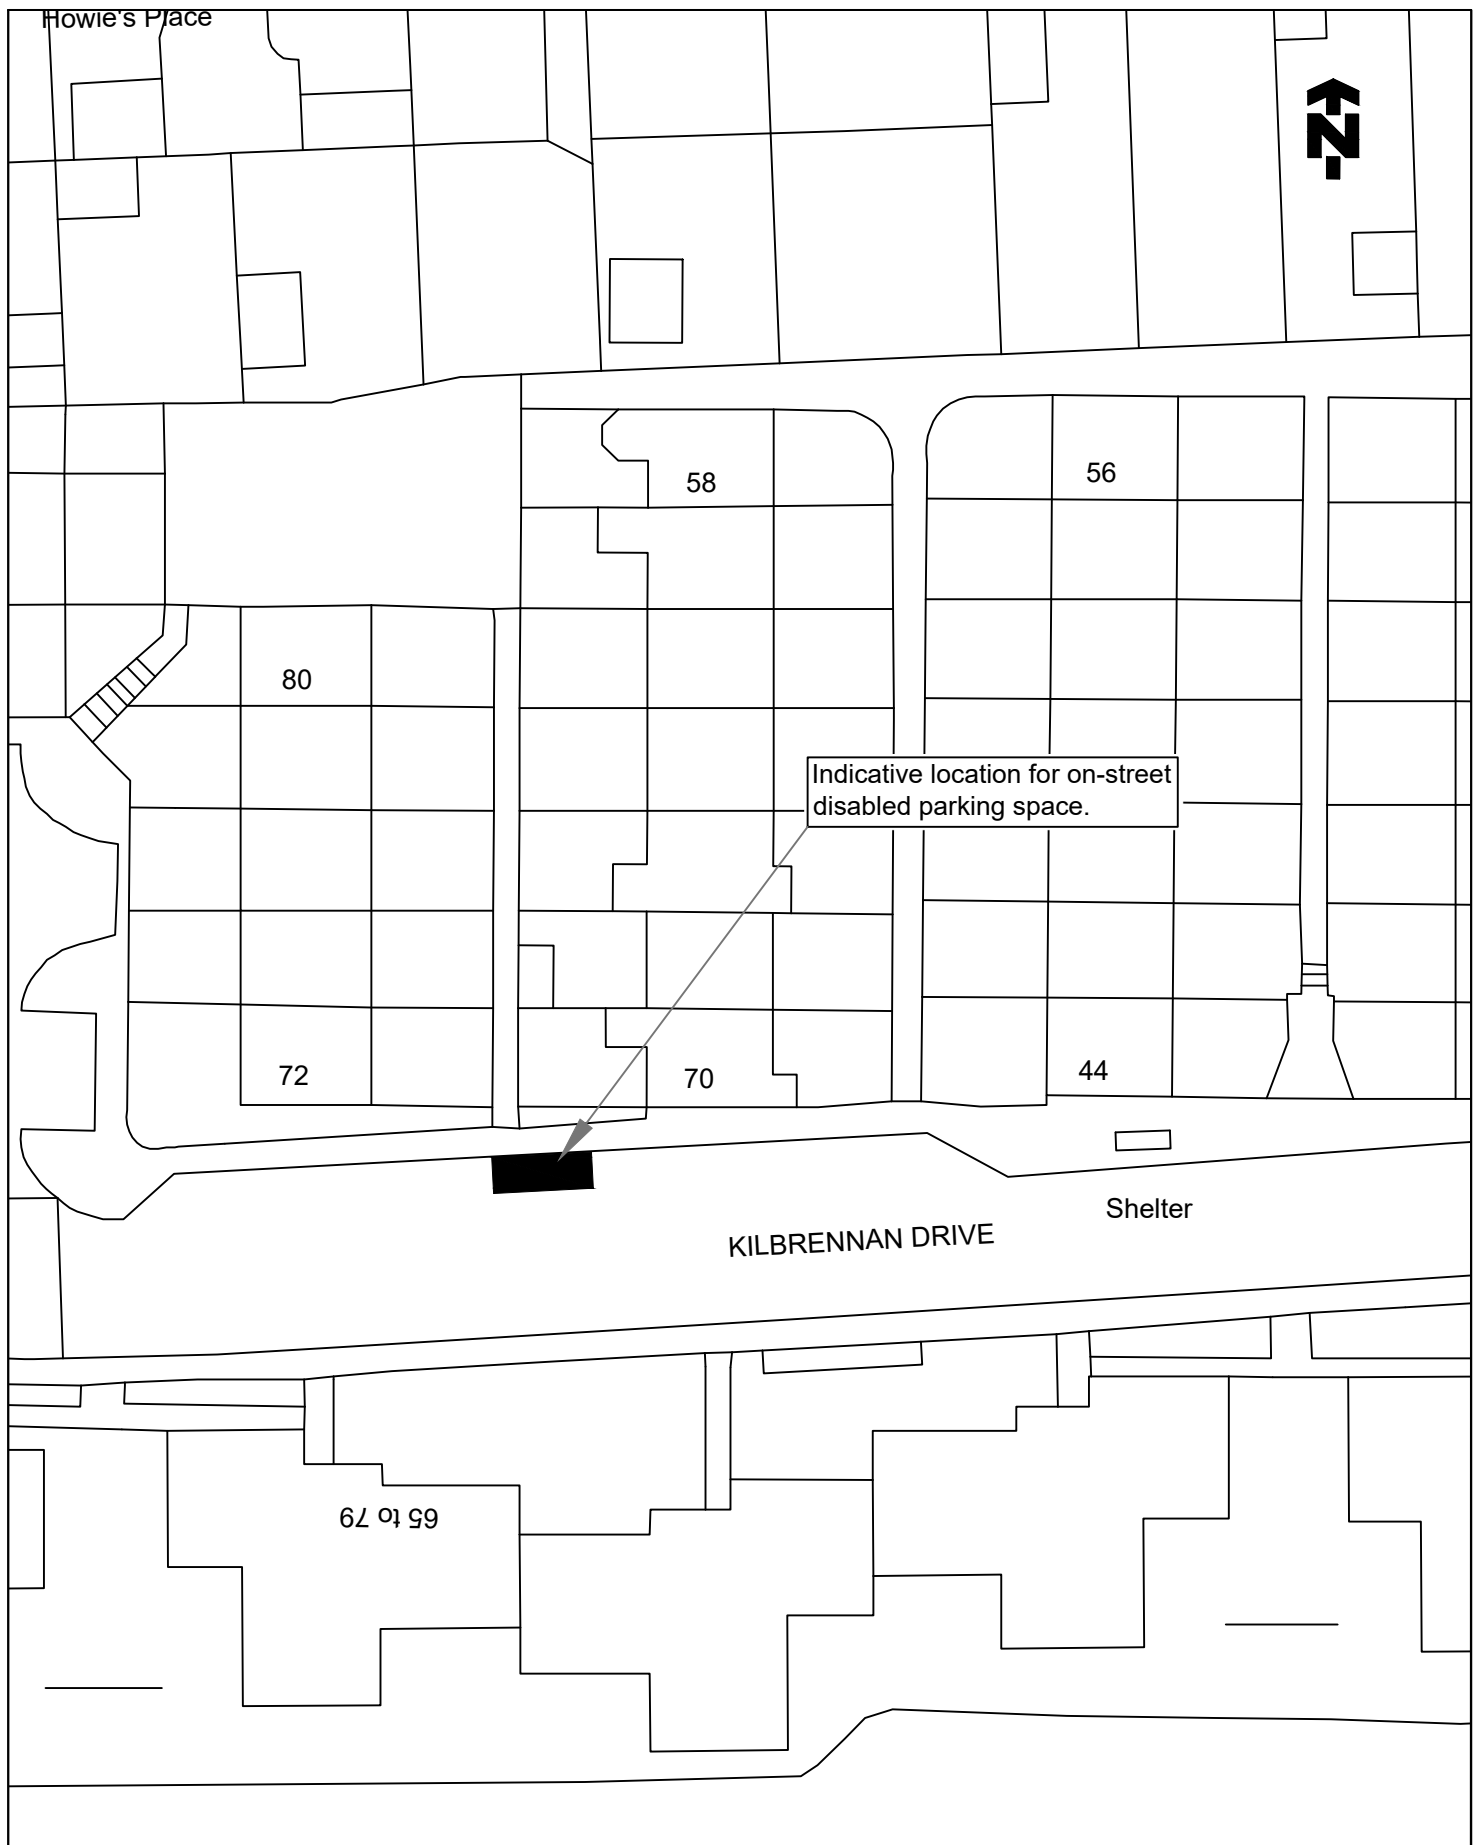 Howie's Place
N
58
56
80
Indicative location for on-street
disabled parking space.
72
70
44
Shelter
KILBRENNAN DRIVE
65 to 79